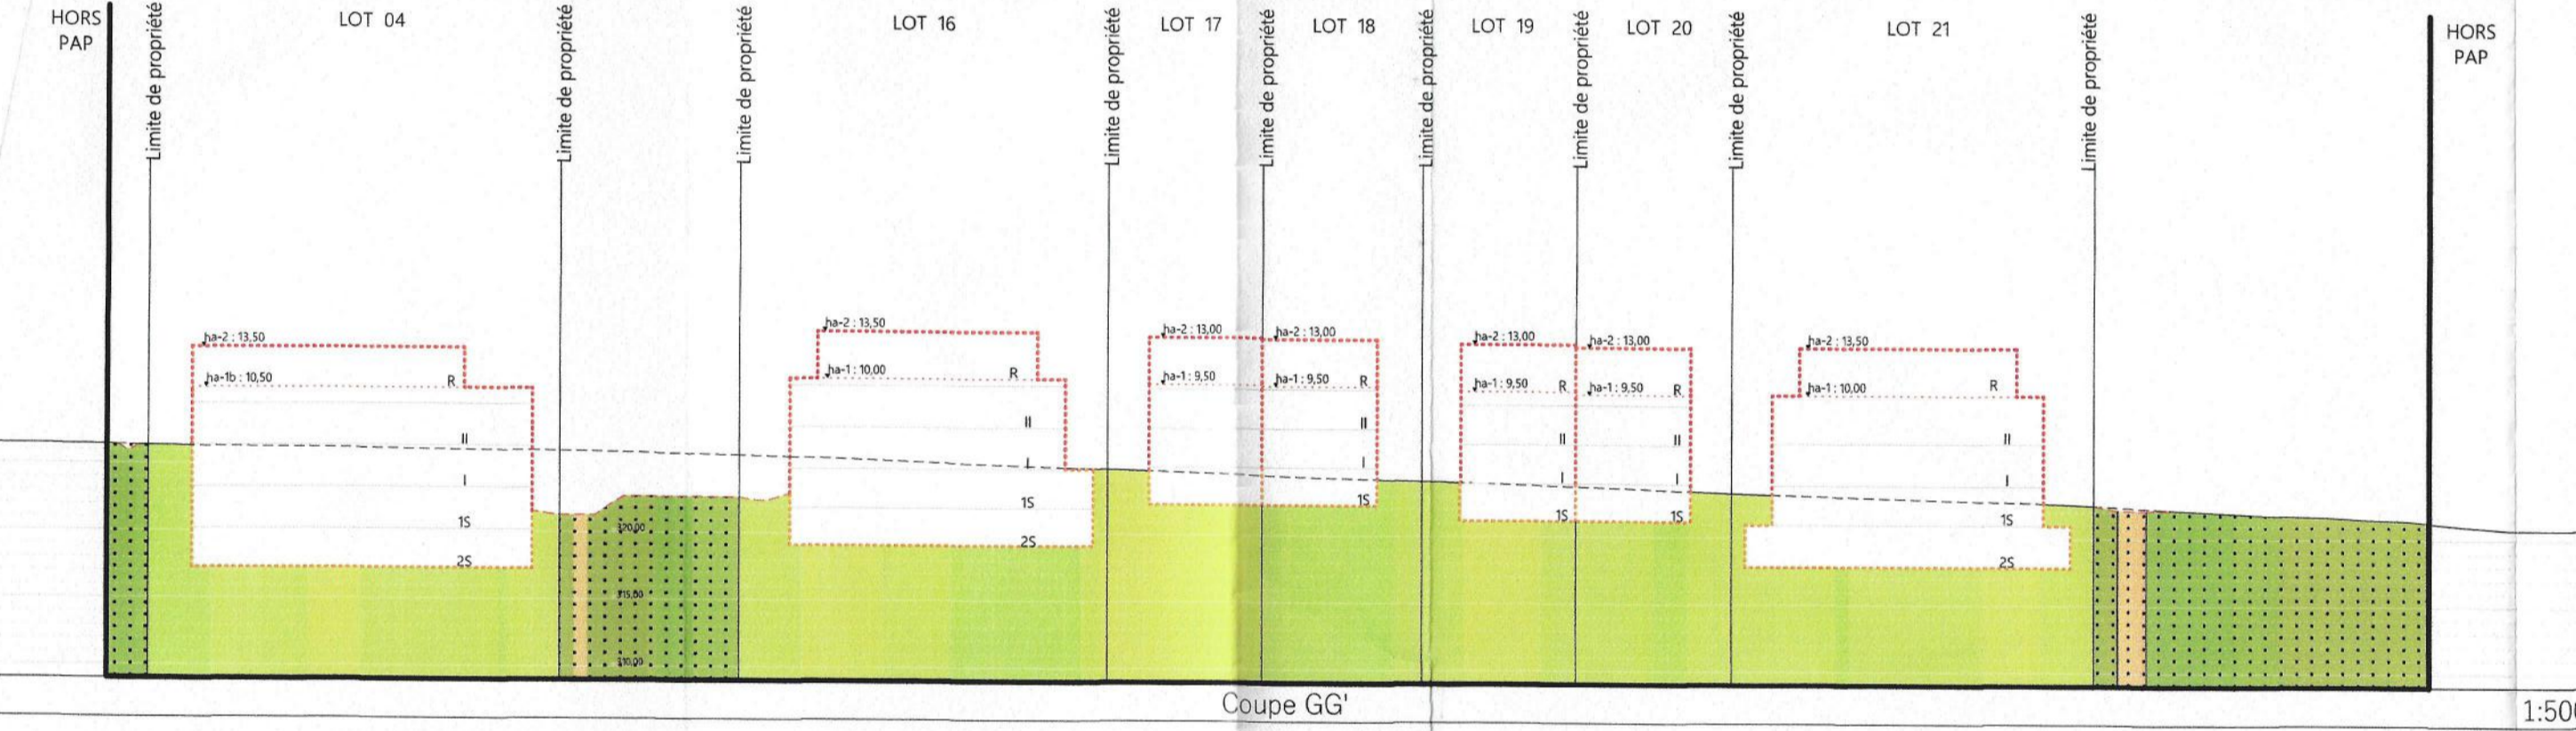 HORS
PAP
Limite de propriété
LOT 04
Limite de propriété
Limite de propriété
LOT 16
Limite de propriété
LOT 17
Limite de propriété
LOT 18
Limite de propriété
LOT 19
Limite de propriété
LOT 20
Limite de propriété
LOT 21
Limite de propriété
HORS
PAP
ha-2 : 13,50
ha-1b : 10,50
R
II
I
1S
2S
320,00
315,00
310,00
ha-2 : 13,50
ha-1 : 10,00
R
II
I
1S
2S
ha-2 : 13,00
ha-1 : 9,50
ha-2 : 13,00
ha-1 : 9,50
R
II
I
1S
ha-2 : 13,00
ha-1 : 9,50
R
II
I
1S
ha-2 : 13,00
ha-1 : 9,50
R
II
I
1S
ha-2 : 13,50
ha-1 : 10,00
R
II
I
1S
2S
Coupe GG'